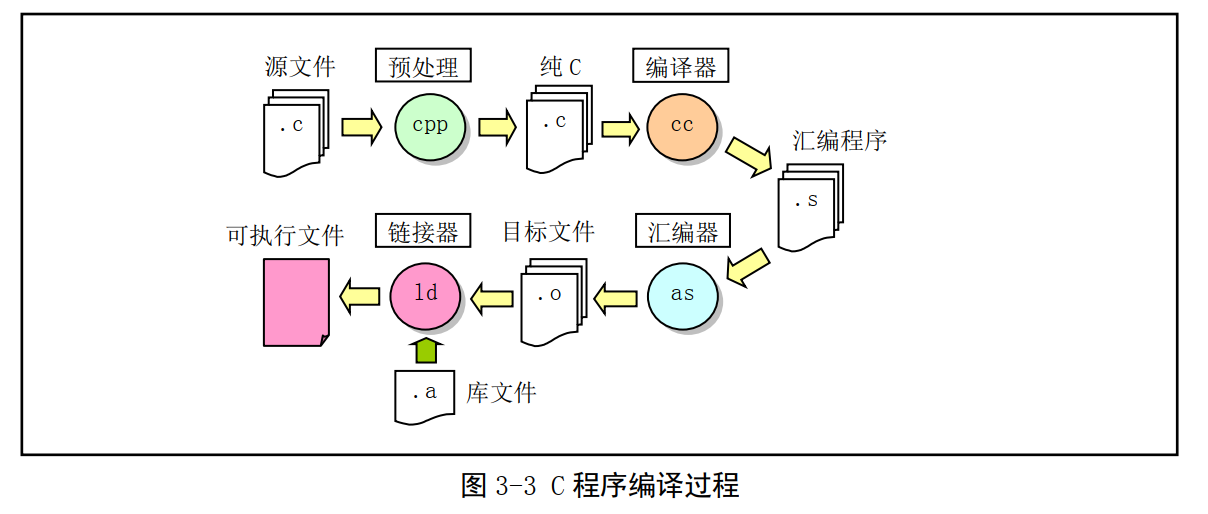 源文件 预处理 纯 C 编译器
.c cpp .c cc
汇编程序
.s
可执行文件 链接器 目标文件 汇编器
ld .o as
.a 库文件
图 3-3 C 程序编译过程